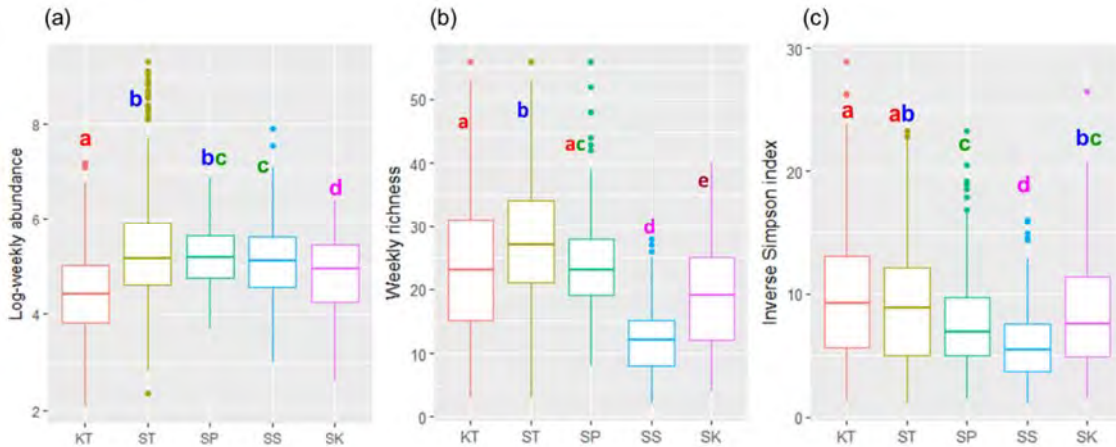 (a)
Log-weekly abundance
8
6
4
2
a
b
bc
c
d
KT ST SP SS SK
(b)
Weekly richness
50
40
30
20
10
0
a
b
ac
d
e
KT ST SP SS SK
(c)
Inverse Simpson index
30
20
10
0
a
ab
c
d
bc
KT ST SP SS SK